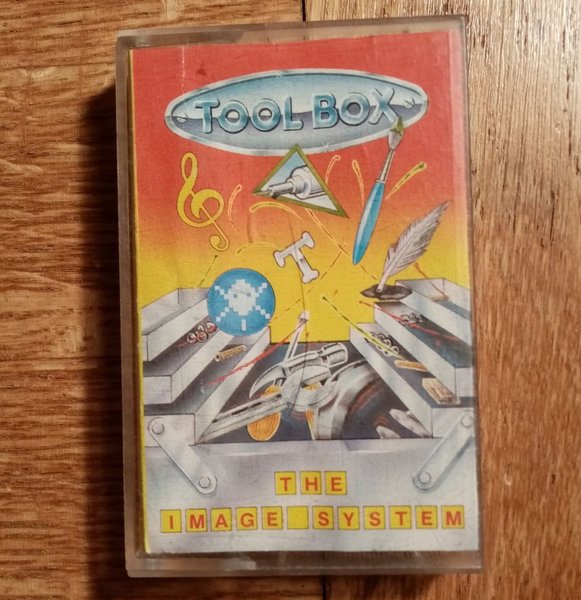 TOOL BOX
T
THE
IMAGE SYSTEM